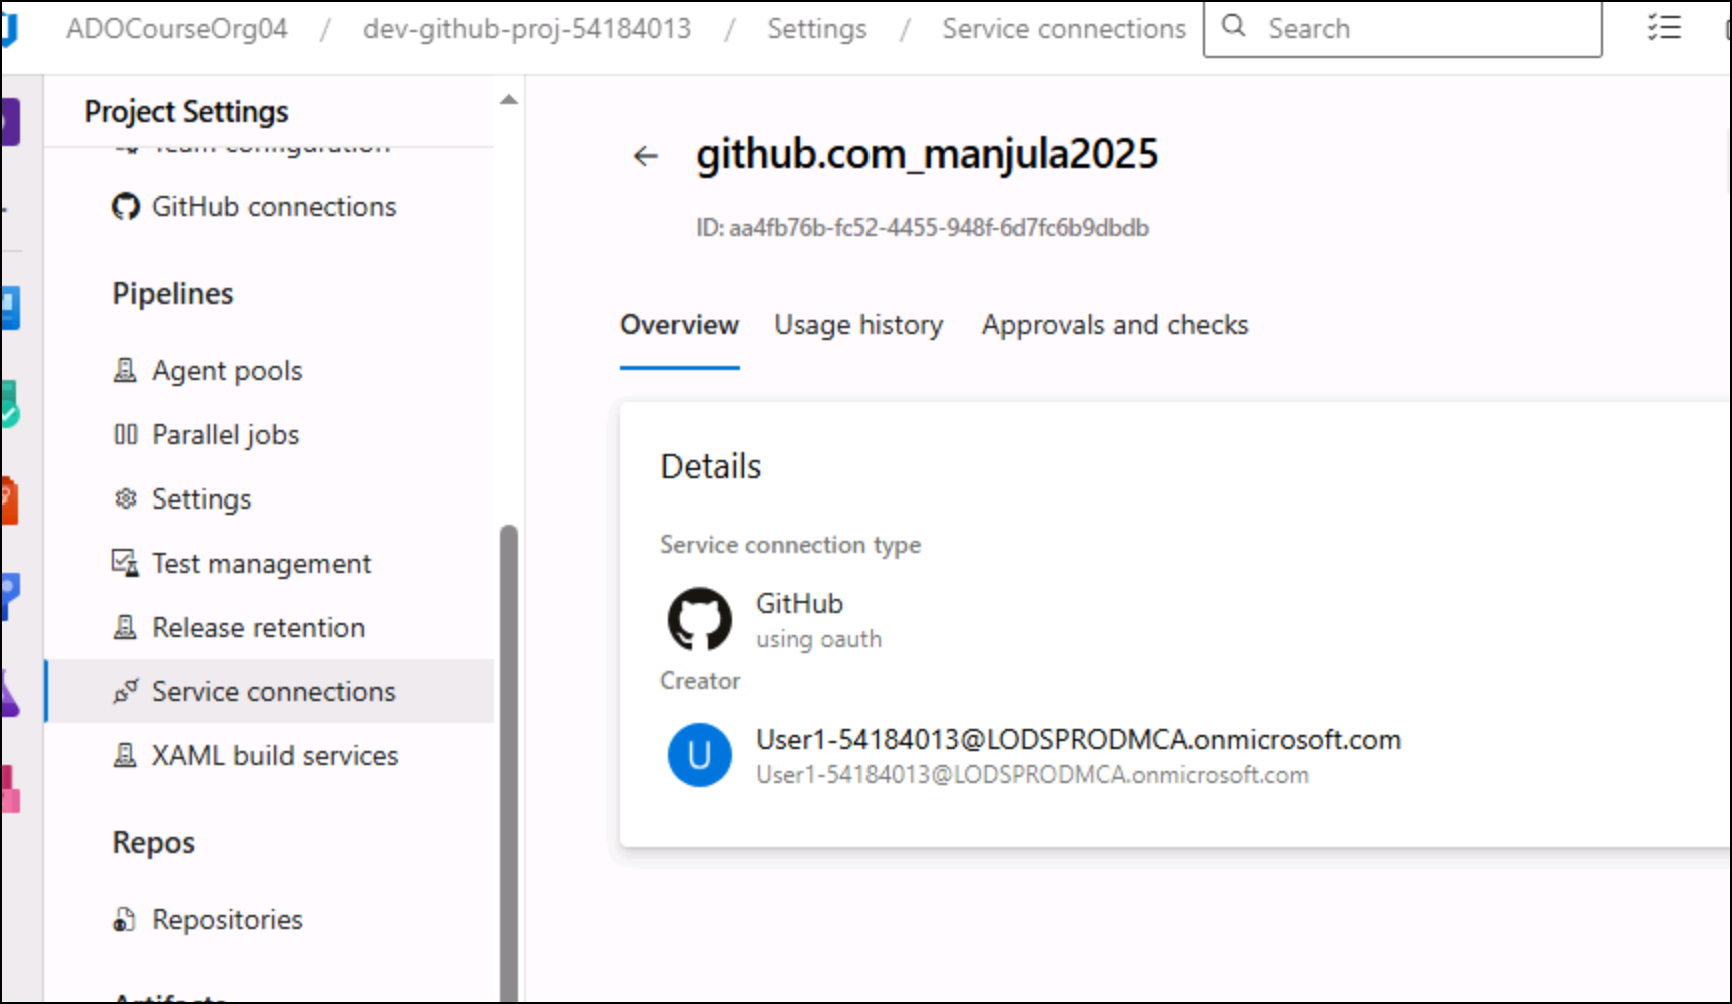 ADOCourseOrg04 / dev-github-proj-54184013 / Settings / Service connections
Search
Project Settings
Team configuration
GitHub connections
Pipelines
Agent pools
Parallel jobs
Settings
Test management
Release retention
Service connections
XAML build services
Repos
Repositories
Artifacts
github.com_manjula2025
ID: aa4fb76b-fc52-4455-948f-6d7fc6b9dbdb
Overview Usage history Approvals and checks
Details
Service connection type
GitHub
using oauth
Creator
U
User1-54184013@LODSPRODMCA.onmicrosoft.com
User1-54184013@LODSPRODMCA.onmicrosoft.com